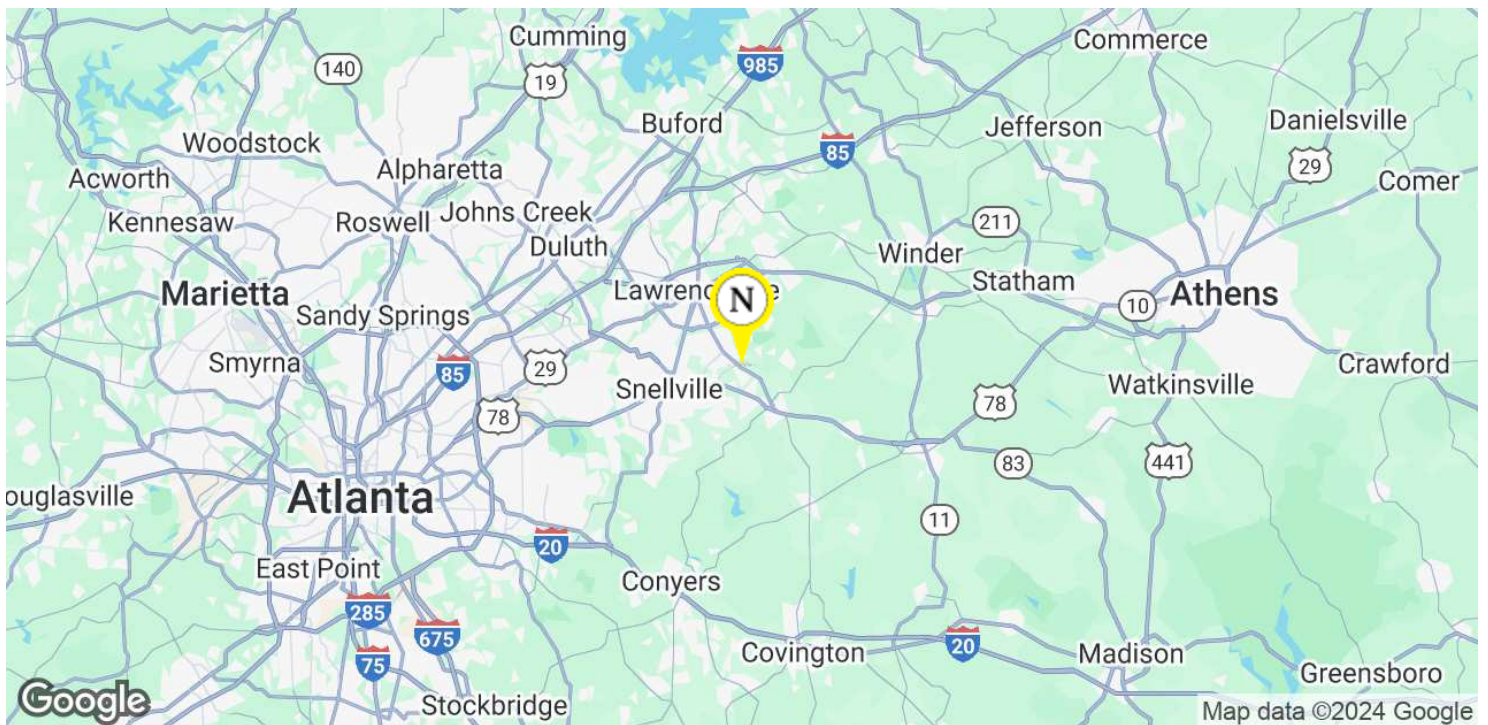 Cumming
Commerce
985
140
19
Buford
Jefferson
Danielsville
Woodstock
85
29
Alpharetta
Acworth
Comer
Kennesaw
Roswell
Johns Creek
211
Duluth
Winder
Statham
Lawrenc e
N
Marietta
10
Athens
Sandy Springs
Smyrna
85
29
Crawford
Snellville
Watkinsville
78
78
83
441
Atlanta
ouglasville
11
20
East Point
Conyers
285
675
20
75
Covington
Madison
Greensboro
Stockbridge
Google
Map data ©2024 Google